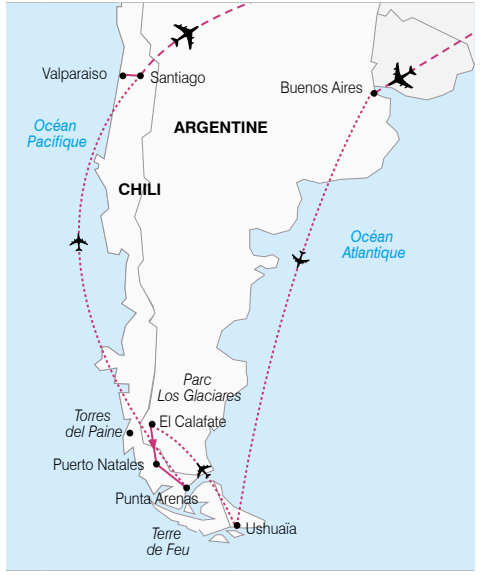 Valparaiso
Santiago
Buenos Aires
Océan
Pacifique
ARGENTINE
CHILI
Océan
Atlantique
Parc
Los Glaciares
Torres
del Paine
El Calafate
Puerto Natales
Punta Arenas
Terre
de Feu
Ushuaïa